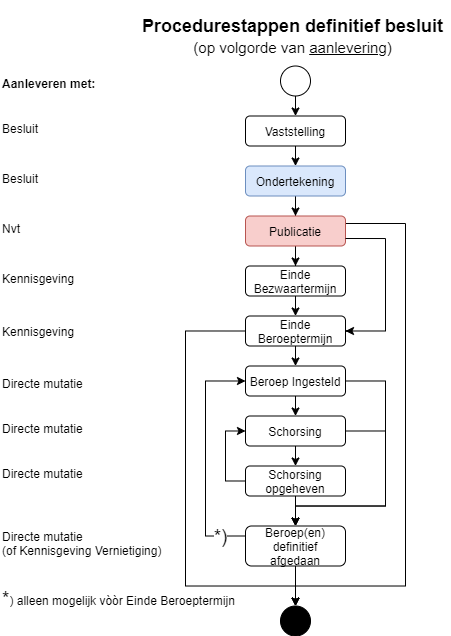 Procedurestappen definitief besluit
(op volgorde van aanlevering)
Aanleveren met:
Besluit
Vaststelling
Besluit
Ondertekening
Nvt
Publicatie
Kennisgeving
Einde
Bezwaartermijn
Kennisgeving
Einde
Beroeptermijn
Directe mutatie
Beroep Ingesteld
Directe mutatie
Schorsing
Directe mutatie
Schorsing
opgeheven
Directe mutatie
(of Kennisgeving Vernietiging)
*)
Beroep(en)
definitief
afgedaan
*) alleen mogelijk vòòr Einde Beroeptermijn